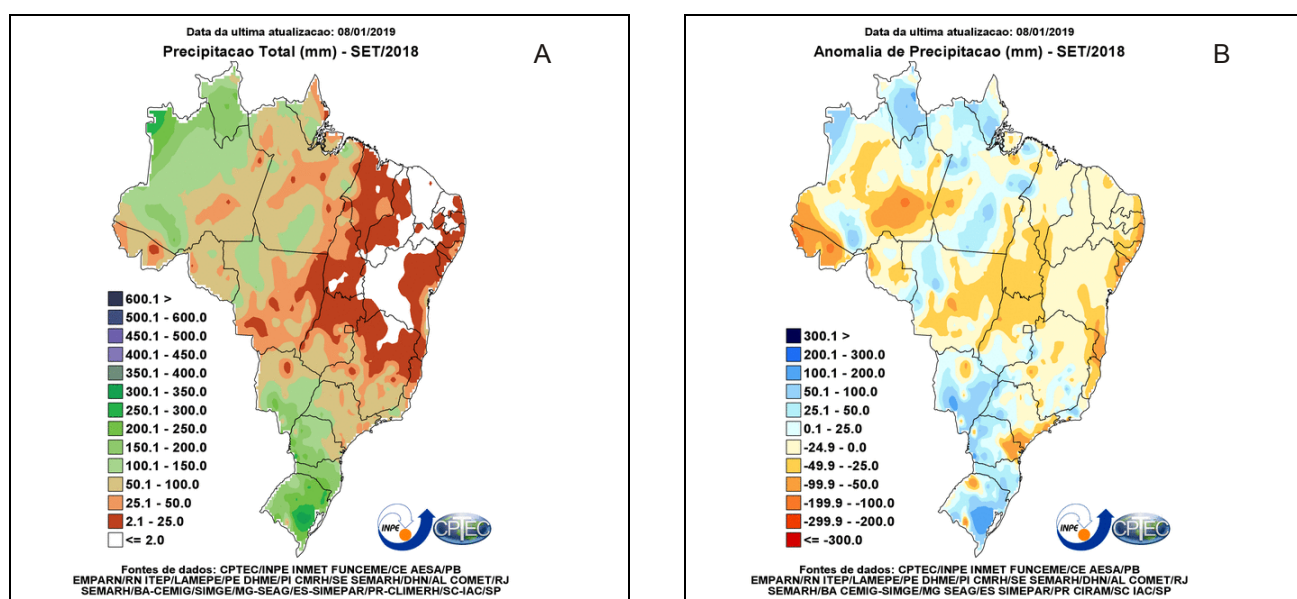 Data da ultima atualizacao: 08/01/2019
Precipitacao Total (mm) - SET/2018
A
600.1 >
500.1 - 600.0
450.1 - 500.0
400.1 - 450.0
350.1 - 400.0
300.1 - 350.0
250.1 - 300.0
200.1 - 250.0
150.1 - 200.0
100.1 - 150.0
50.1 - 100.0
25.1 - 50.0
2.1 - 25.0
<= 2.0
INPE
CPTEC
Fontes de dados: CPTEC/INPE INMET FUNCEME/CE AESA/PB
EMPARN/RN ITEP/LAMEPE/PE DHME/PI CMRH/SE SEMARH/DHN/AL COMET/RJ
SEMARH/BA-CEMIG/SIMGE/MG-SEAG/ES-SIMEPAR/PR-CLIMERH/SC-IAC/SP
Data da ultima atualizacao: 08/01/2019
Anomalia de Precipitacao (mm) - SET/2018
B
300.1 >
200.1 - 300.0
100.1 - 200.0
50.1 - 100.0
25.1 - 50.0
0.1 - 25.0
-24.9 - 0.0
-49.9 - -25.0
-99.9 - -50.0
-199.9 - -100.0
-299.9 - -200.0
<= -300.0
INPE
CPTEC
Fontes de dados: CPTEC/INPE INMET FUNCEME/CE AESA/PB
EMPARN/RN ITEP/LAMEPE/PE DHME/PI CMRH/SE SEMARH/DHN/AL COMET/RJ
SEMARH/BA CEMIG-SIMGE/MG SEAG/ES SIMEPAR/PR CIRAM/SC IAC/SP